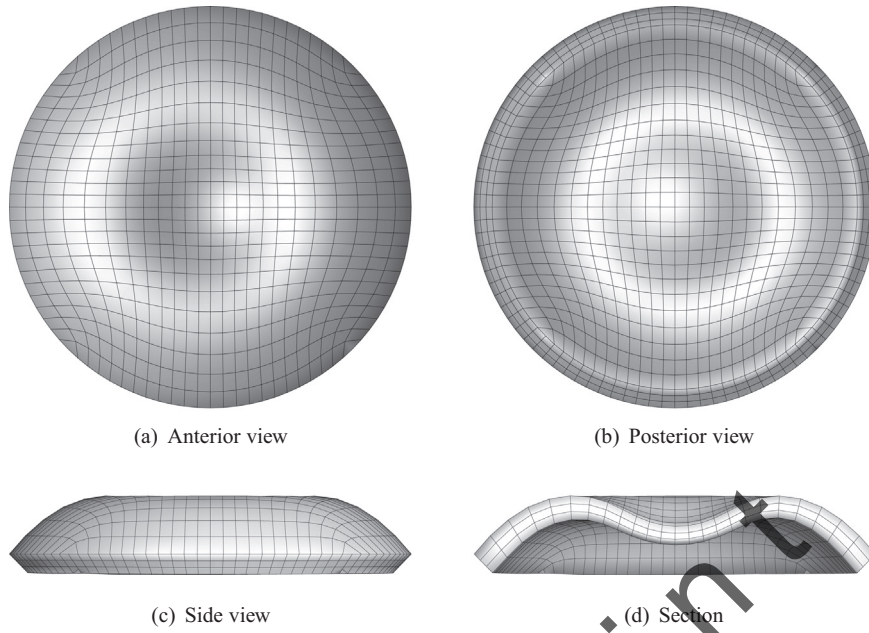 (a) Anterior view
(b) Posterior view
(c) Side view
(d) Section